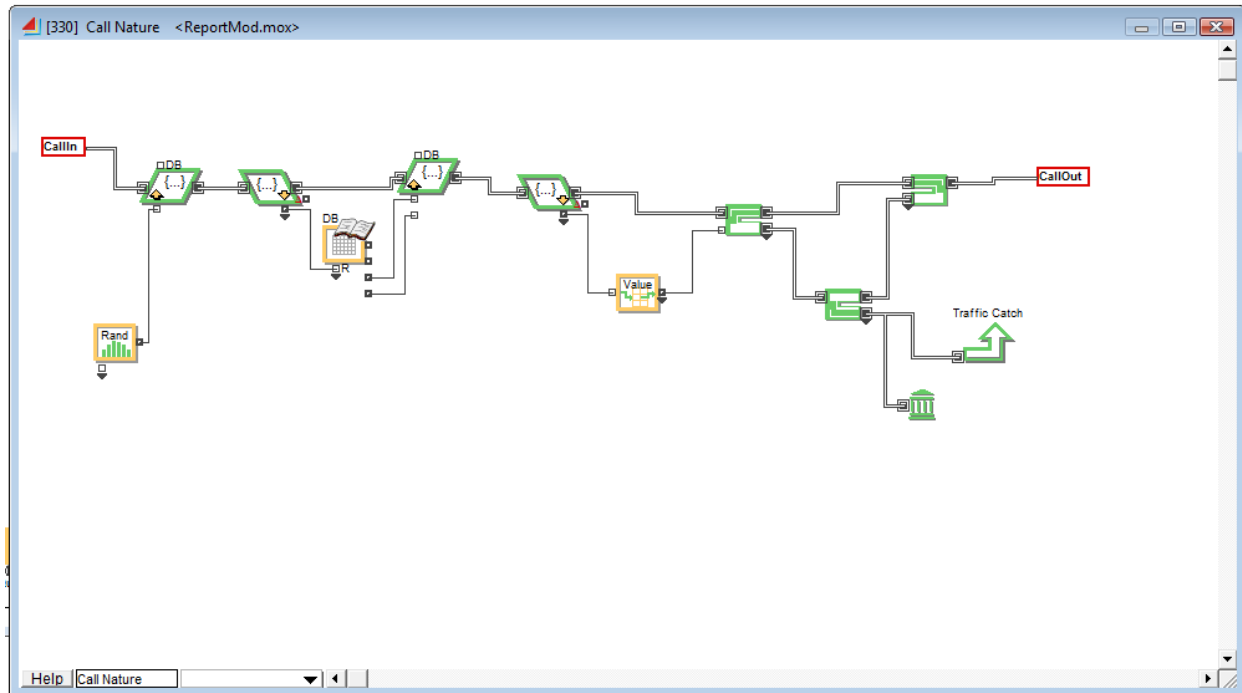 [330] Call Nature <ReportMod.mox>
CallIn
DB
{...}
{...}
DB
{...}
{...}
CallOut
DB
R
Value
Rand
Traffic Catch
Help
Call Nature